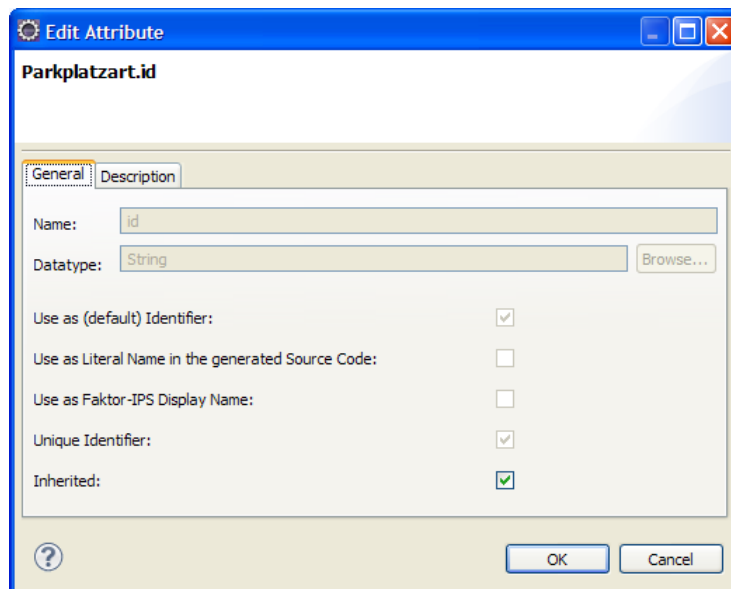 Edit Attribute
Parkplatzart.id
General Description
Name: id
Datatype: String Browse...
Use as (default) Identifier:
Use as Literal Name in the generated Source Code:
Use as Faktor-IPS Display Name:
Unique Identifier:
Inherited:
? OK Cancel